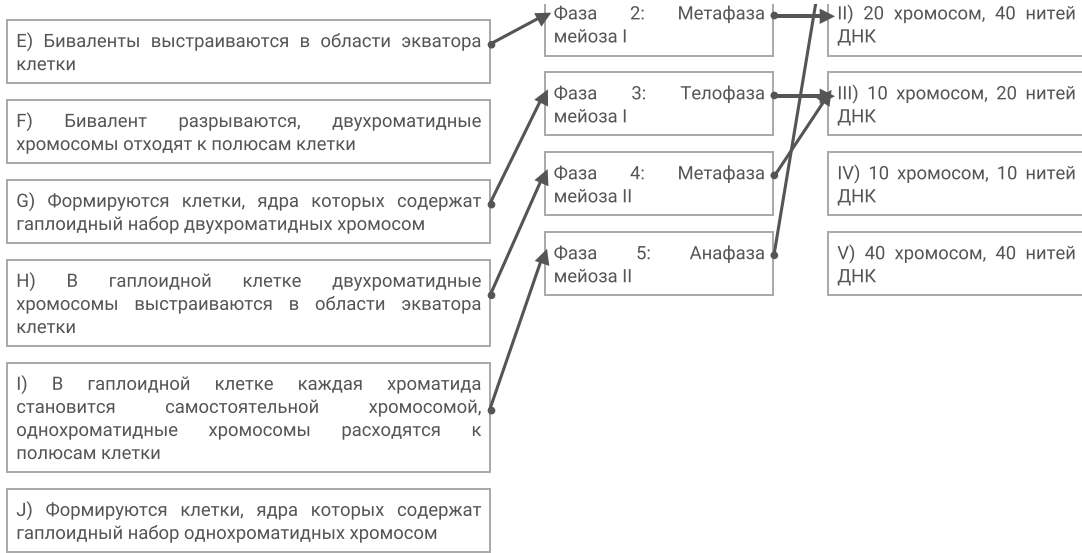 E) Биваленты выстраиваются в области экватора
клетки
F) Бивалент разрываются, двухроматидные
хромосомы отходят к полюсам клетки
G) Формируются клетки, ядра которых содержат
гаплоидный набор двухроматидных хромосом
H) В гаплоидной клетке двухроматидные
хромосомы выстраиваются в области экватора
клетки
I) В гаплоидной клетке каждая хроматида
становится самостоятельной хромосомой,
однохроматидные хромосомы расходятся к
полюсам клетки
J) Формируются клетки, ядра которых содержат
гаплоидный набор однохроматидных хромосом
Фаза 2: Метафаза
мейоза I
Фаза 3: Телофаза
мейоза I
Фаза 4: Метафаза
мейоза II
Фаза 5: Анафаза
мейоза II
II) 20 хромосом, 40 нитей
ДНК
III) 10 хромосом, 20 нитей
ДНК
IV) 10 хромосом, 10 нитей
ДНК
V) 40 хромосом, 40 нитей
ДНК